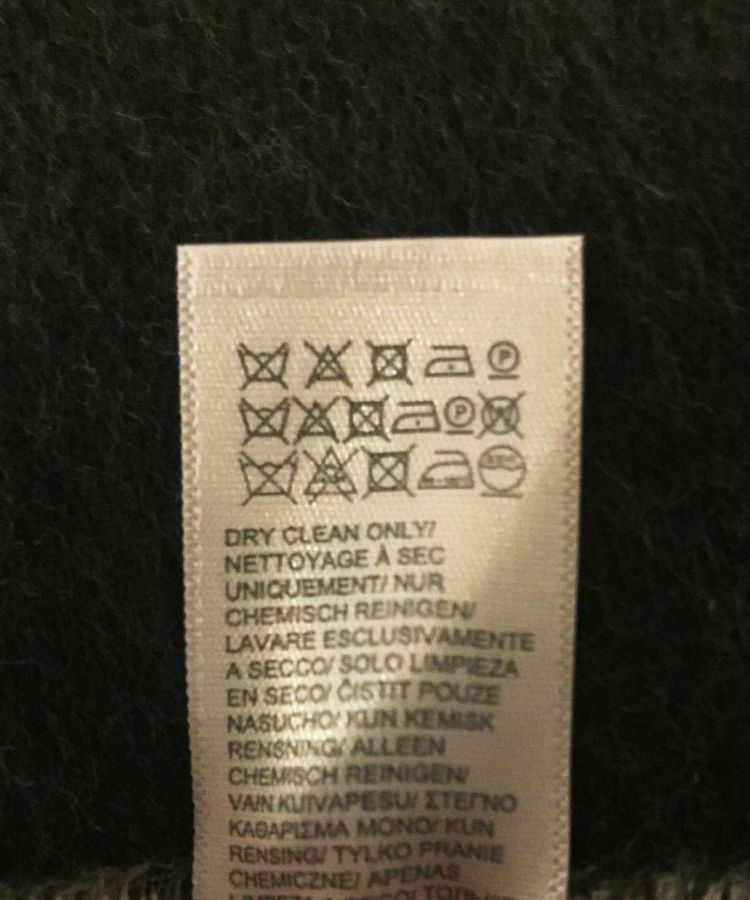 P
P W
DRY CLEAN ONLY/
NETTOYAGE À SEC
UNIQUEMENT/ NUR
CHEMISCH REINIGEN/
LAVARE ESCLUSIVAMENTE
A SECCO/ SOLO LIMPIEZA
EN SECO/ ČISTIT POUZE
NASUCHO/ KUN KEMISK
RENSNING/ ALLEEN
CHEMISCH REINIGEN/
VAIN KUIVAPESU/ ΣΤΕΓΝΟ
ΚΑΘΑΡΙΣΜΑ ΜΟΝΟ/ KUN
RENSING/ TYLKO PRANIE
CHEMICZNE/ APENAS